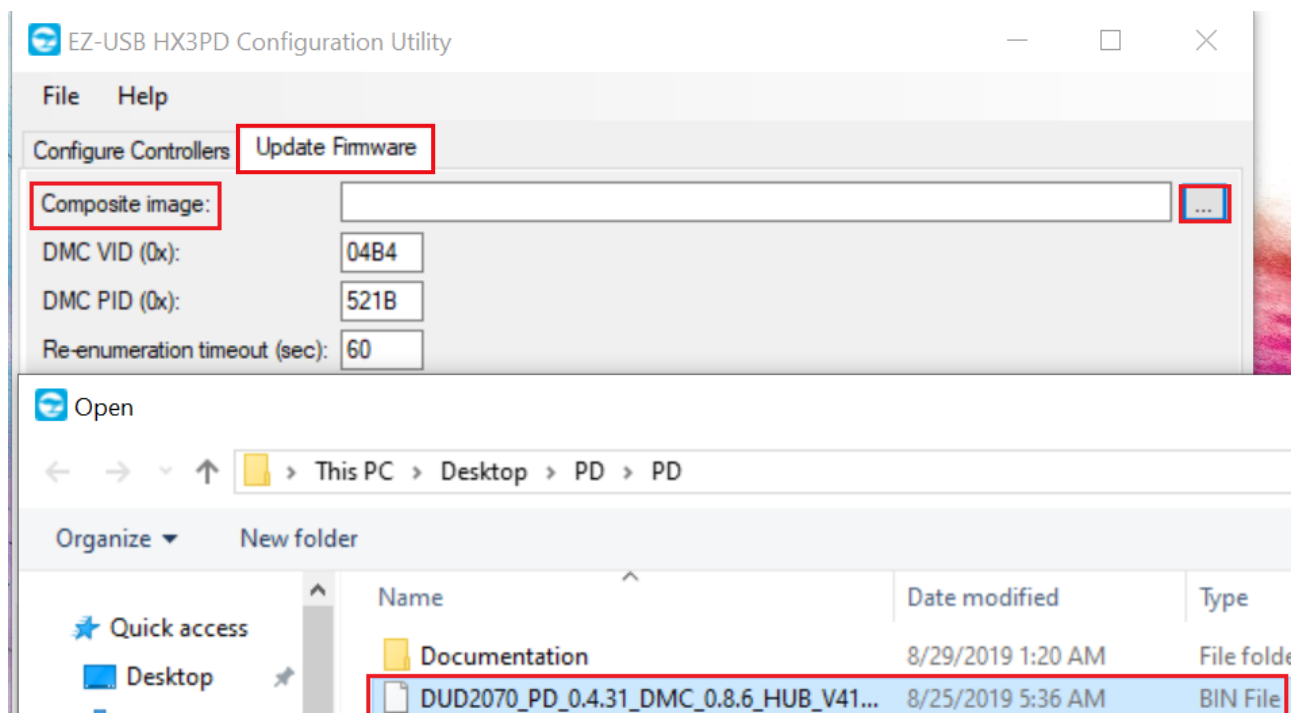 EZ-USB HX3PD Configuration Utility
File Help
Configure Controllers Update Firmware
Composite image: ...
DMC VID (0x): 04B4
DMC PID (0x): 521B
Re-enumeration timeout (sec): 60
Open
This PC > Desktop > PD > PD
Organize New folder
Name Date modified Type
Quick access
Documentation 8/29/2019 1:20 AM File folde
Desktop
DUD2070_PD_0.4.31_DMC_0.8.6_HUB_V41... 8/25/2019 5:36 AM BIN File